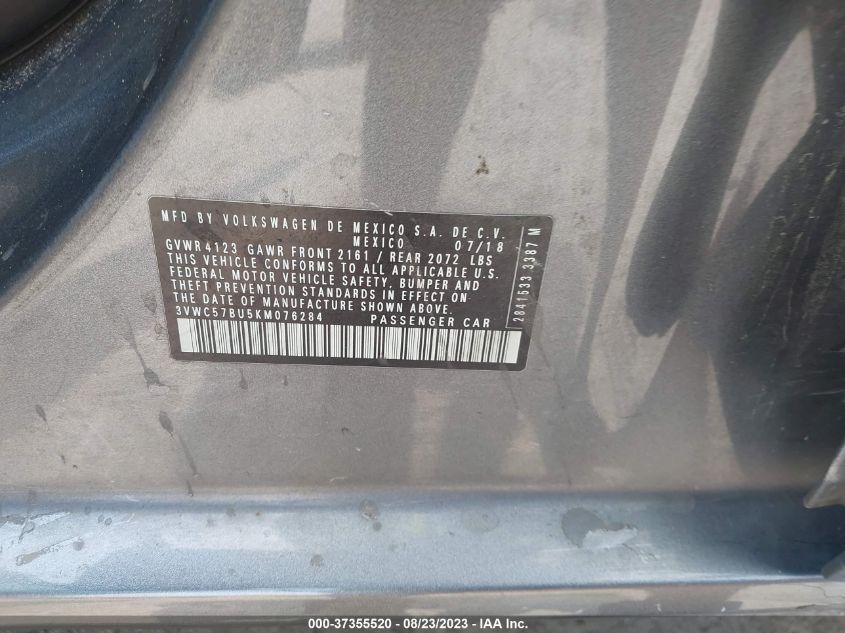 MFD BY VOLKSWAGEN DE MEXICO S.A. DE C.V.
MEXICO 07/18
GVWR 4123 GAWR FRONT 2161 / REAR 2072 LBS
THIS VEHICLE CONFORMS TO ALL APPLICABLE U.S.
FEDERAL MOTOR VEHICLE SAFETY, BUMPER AND
THEFT PREVENTION STANDARDS IN EFFECT ON
THE DATE OF MANUFACTURE SHOWN ABOVE.
3VWC57BU5KM076284 PASSENGER CAR
2841533 3387 M
000-37355520 - 08/23/2023 - IAA Inc.